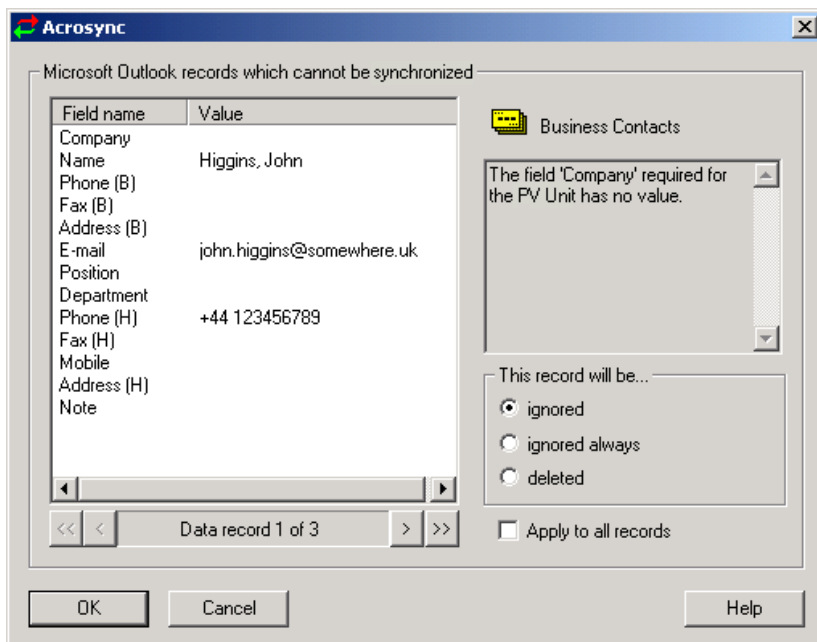 Acrosync
Microsoft Outlook records which cannot be synchronized
Field name Value
Company
Name Higgins, John
Phone (B)
Fax (B)
Address (B)
E-mail john.higgins@somewhere.uk
Position
Department
Phone (H) +44 123456789
Fax (H)
Mobile
Address (H)
Note
<< < Data record 1 of 3 > >>
Business Contacts
The field 'Company' required for
the PV Unit has no value.
This record will be...
ignored
ignored always
deleted
Apply to all records
OK Cancel Help